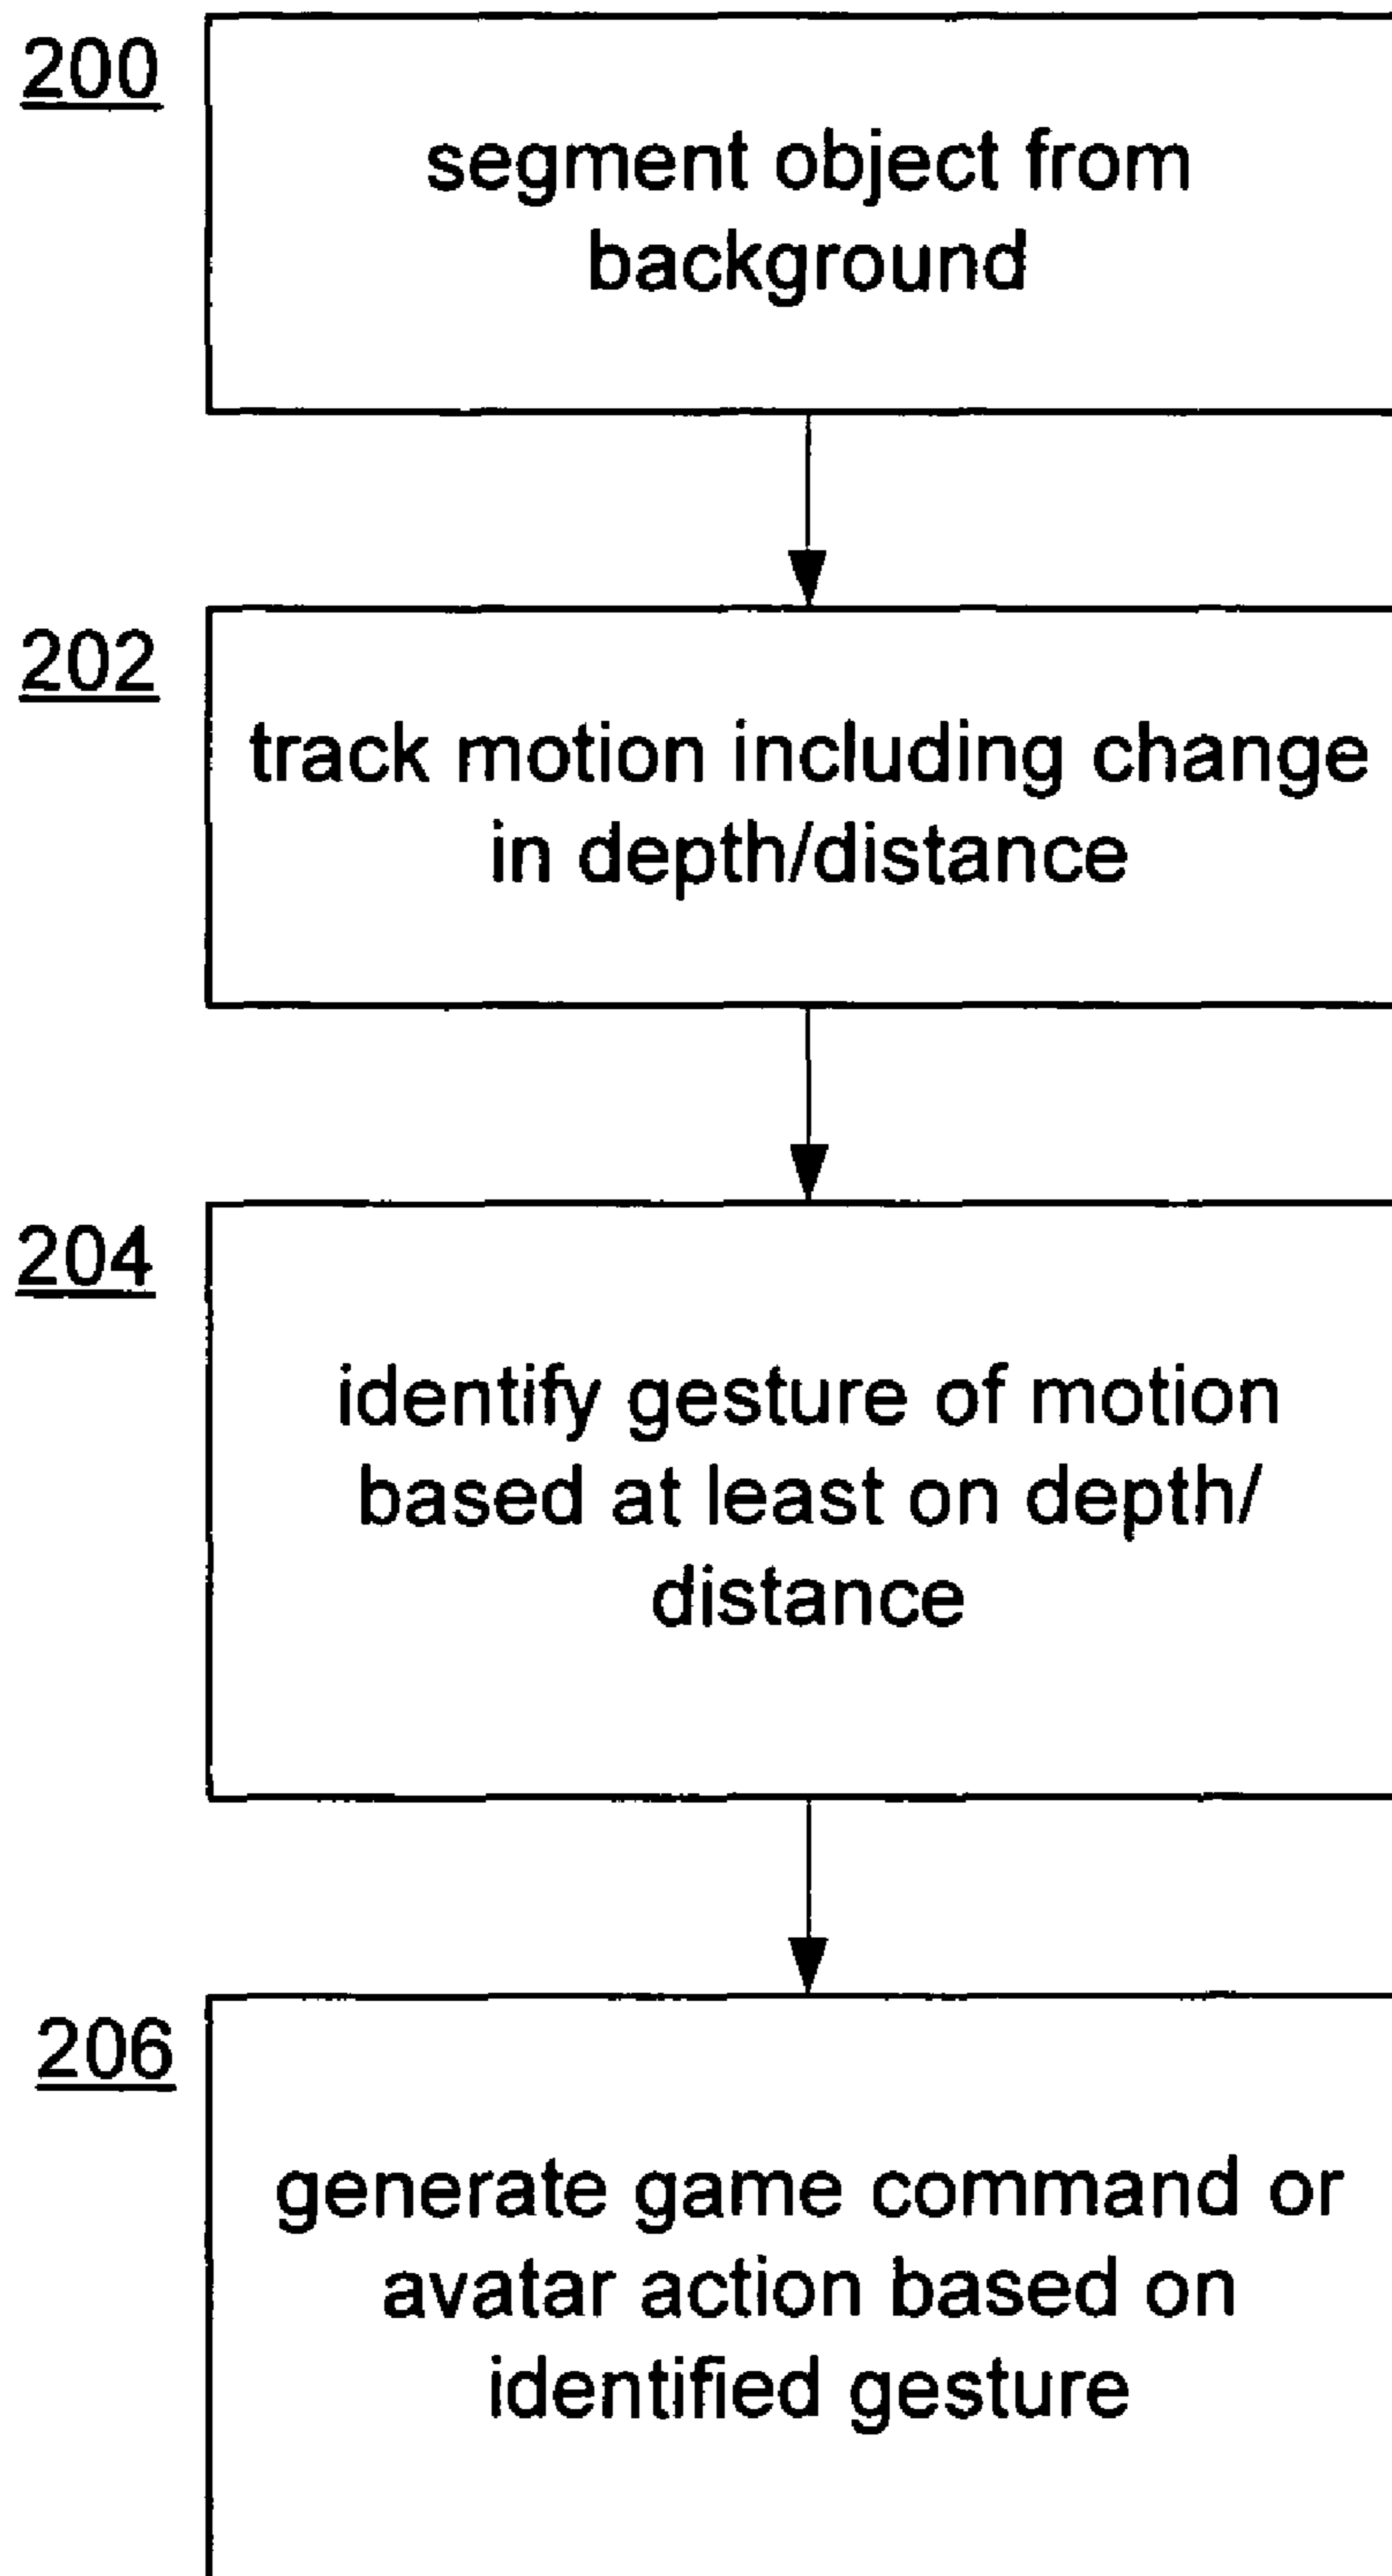 200
segment object from
background
202
track motion including change
in depth/distance
204
identify gesture of motion
based at least on depth/
distance
206
generate game command or
avatar action based on
identified gesture